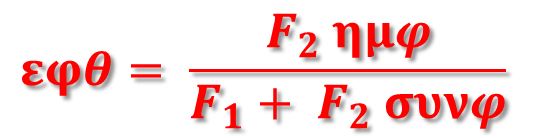 εφθ = F₂ ημφ / F₁ + F₂ συνφ